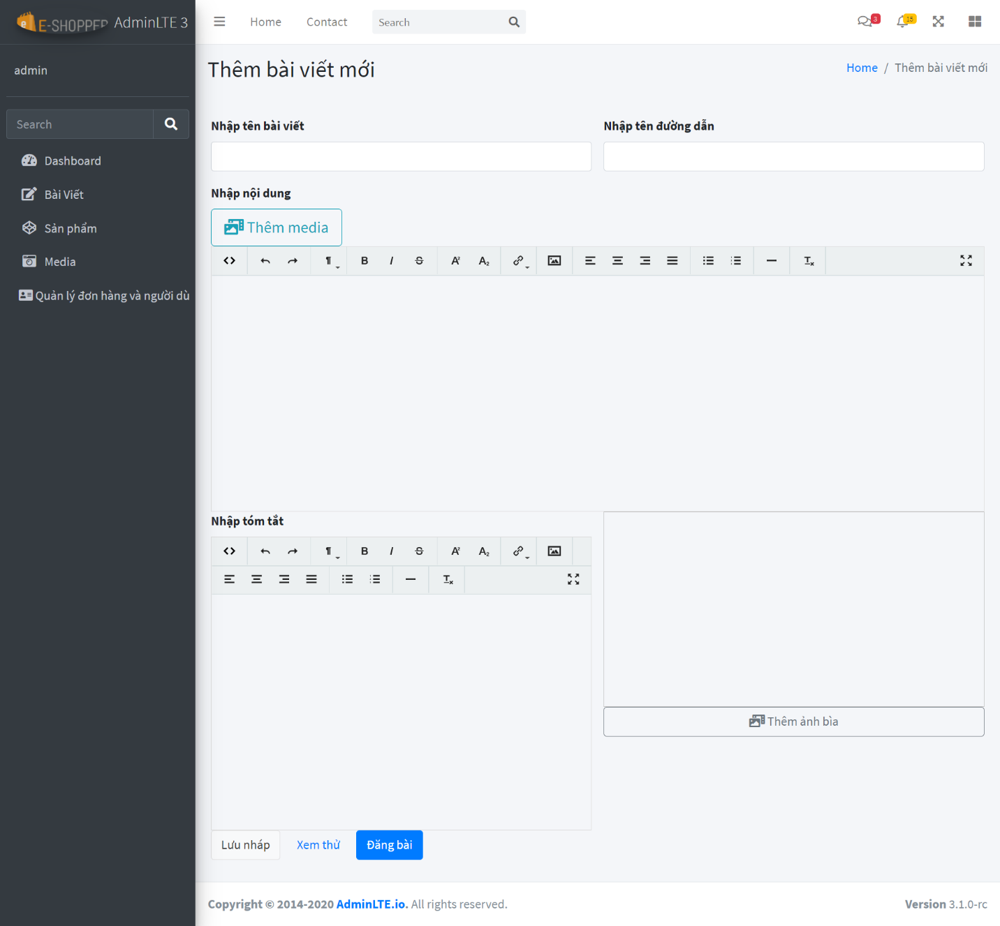 E-SHOPPER AdminLTE 3
Home
Contact
Search
3
15
admin
Search
Dashboard
Bài Viết
Sản phẩm
Media
Quản lý đơn hàng và người dù
Thêm bài viết mới
Home / Thêm bài viết mới
Nhập tên bài viết
Nhập tên đường dẫn
Nhập nội dung
Thêm media
Nhập tóm tắt
Thêm ảnh bìa
Lưu nháp
Xem thử
Đăng bài
Copyright © 2014-2020 AdminLTE.io. All rights reserved.
Version 3.1.0-rc